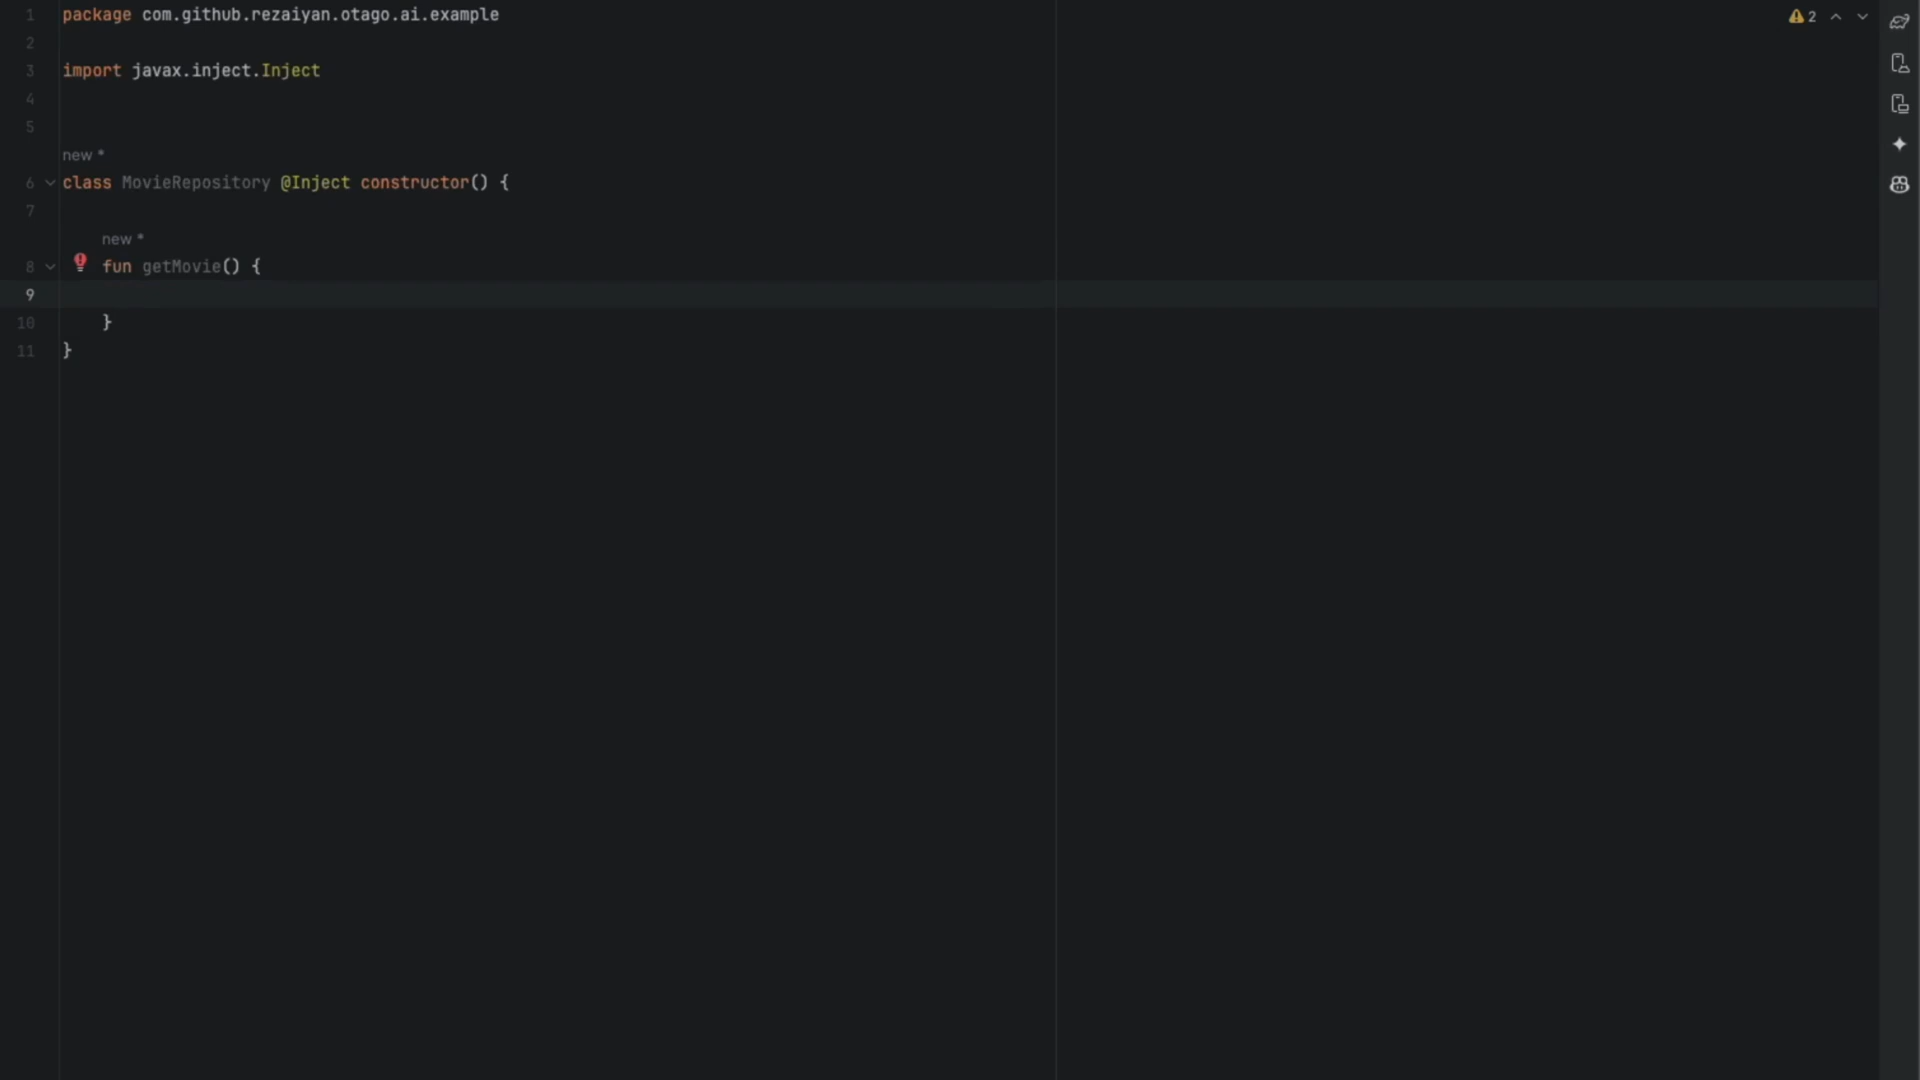 1 package com.github.rezaiyan.otago.ai.example
2
3 import javax.inject.Inject
4
5
new *
6 class MovieRepository @Inject constructor() {
7
new *
8 fun getMovie() {
9
10 }
11 }
2